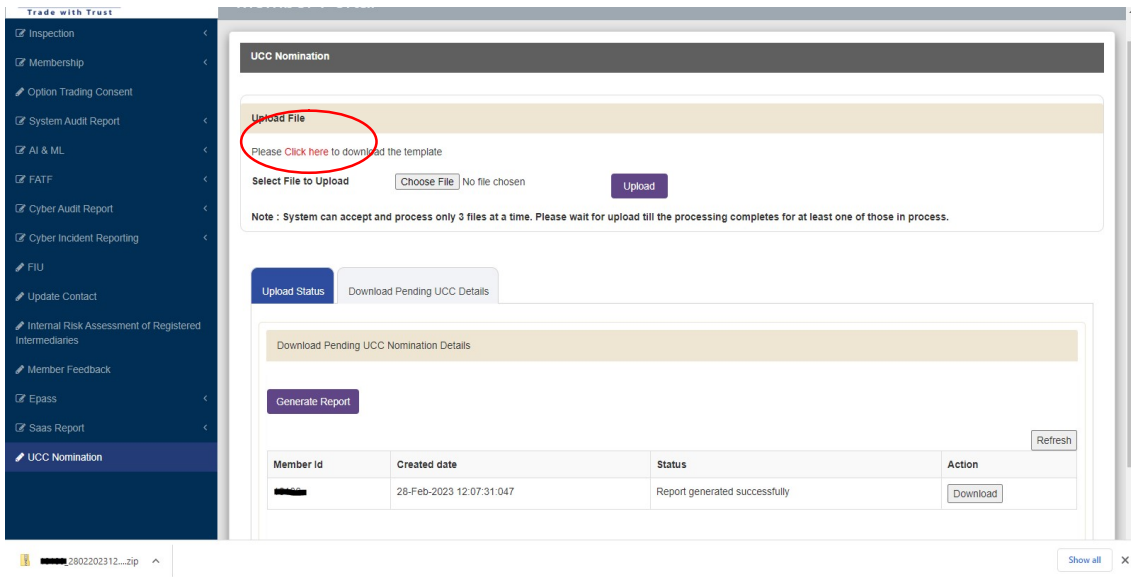 Trade with Trust
Inspection
Membership
Option Trading Consent
System Audit Report
AI & ML
FATF
Cyber Audit Report
Cyber Incident Reporting
FIU
Update Contact
Internal Risk Assessment of Registered
Intermediaries
Member Feedback
Epass
Saas Report
UCC Nomination
UCC Nomination
Upload File
Please Click here to download the template
Select File to Upload Choose File No file chosen Upload
Note : System can accept and process only 3 files at a time. Please wait for upload till the processing completes for at least one of those in process.
Upload Status Download Pending UCC Details
Download Pending UCC Nomination Details
Generate Report
Refresh
Member Id Created date Status Action
28-Feb-2023 12:07:31:047 Report generated successfully Download
_2802202312....zip
Show all